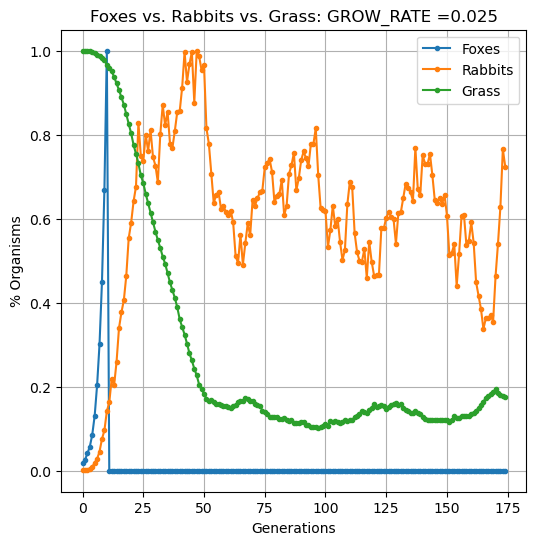 Foxes vs. Rabbits vs. Grass: GROW_RATE =0.025
Foxes
Rabbits
Grass
% Organisms
1.0
0.8
0.6
0.4
0.2
0.0
0 25 50 75 100 125 150 175
Generations